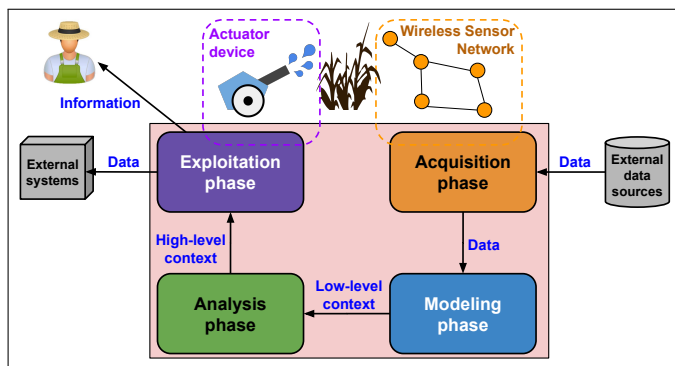 Actuator
device
Wireless Sensor
Network
Information
External
systems
Data
Exploitation
phase
Acquisition
phase
Data
External
data
sources
High-level
context
Data
Low-level
context
Analysis
phase
Modeling
phase